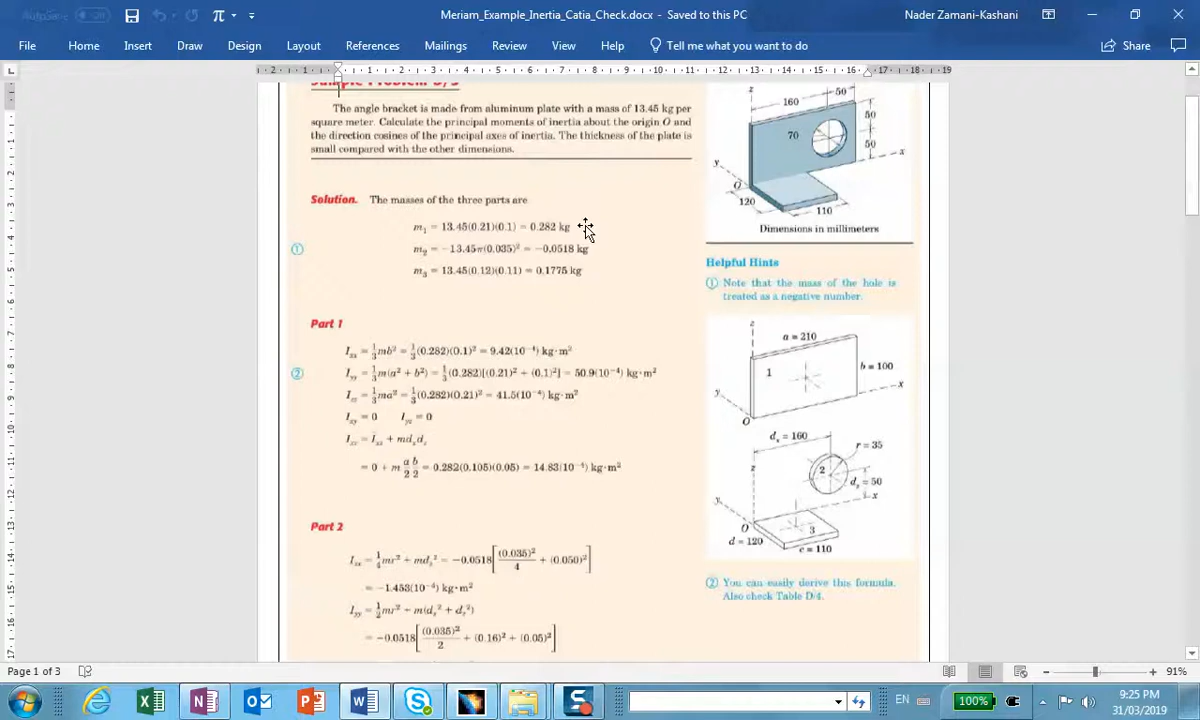 Meriam_Example_Inertia_Catia_Check.docx - Saved to this PC
Nader Zamani-Kashani
File Home Insert Draw Design Layout References Mailings Review View Help Tell me what you want to do Share
The angle bracket is made from aluminum plate with a mass of 13.45 kg per
square meter. Calculate the principal moments of inertia about the origin O and
the direction cosines of the principal axes of inertia. The thickness of the plate is
small compared with the other dimensions.
Solution. The masses of the three parts are
m₁ = 13.45(0.21)(0.1) = 0.282 kg
① m₂ = −13.45π(0.035)² = −0.0518 kg
m₃ = 13.45(0.12)(0.11) = 0.1775 kg
Part 1
Iₓₓ = 1/3 mb² = 1/3 (0.282)(0.1)² = 9.42(10⁻⁴) kg·m²
② I_yy = 1/3 m(a² + b²) = 1/3 (0.282)[(0.21)² + (0.1)²] = 50.9(10⁻⁴) kg·m²
I_zz = 1/3 ma² = 1/3 (0.282)(0.21)² = 41.5(10⁻⁴) kg·m²
I_xy = 0 I_yz = 0
I_xz = I_xz + md_x d_z
= 0 + m a/2 b/2 = 0.282(0.105)(0.05) = 14.83(10⁻⁴) kg·m²
Part 2
Iₓₓ = 1/4 mr² + md_z² = −0.0518[(0.035)²/4 + (0.050)²]
= −1.453(10⁻⁴) kg·m²
I_yy = 1/2 mr² + m(d_x² + d_z²)
= −0.0518[(0.035)²/2 + (0.16)² + (0.05)²]
z
160
50
50
70
50
x
y
O
120
110
Dimensions in millimeters
Helpful Hints
① Note that the mass of the hole is
treated as a negative number.
z
a = 210
1
b = 100
x
y
O
d_x = 160
r = 35
z
2
d_z = 50
x
y
O
3
d = 120
c = 110
② You can easily derive this formula.
Also check Table D/4.
Page 1 of 3
91%
EN
100%
9:25 PM
31/03/2019